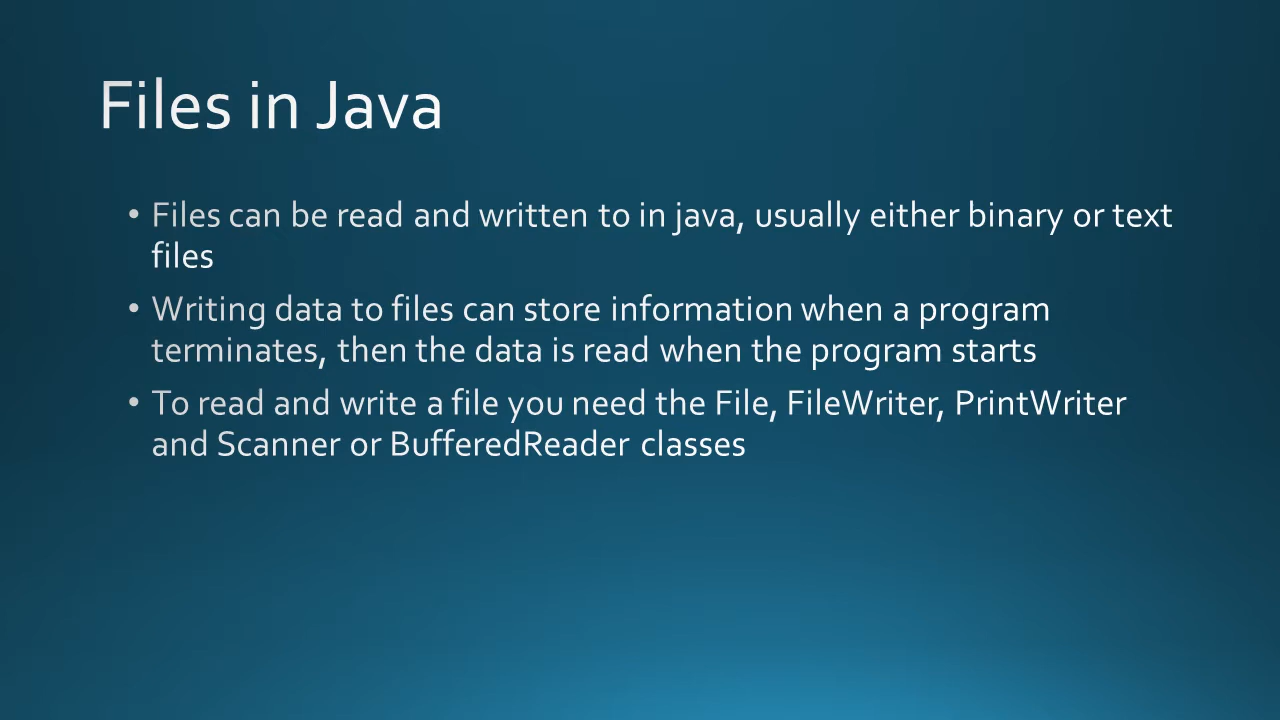 Files in Java
• Files can be read and written to in java, usually either binary or text
files
• Writing data to files can store information when a program
terminates, then the data is read when the program starts
• To read and write a file you need the File, FileWriter, PrintWriter
and Scanner or BufferedReader classes